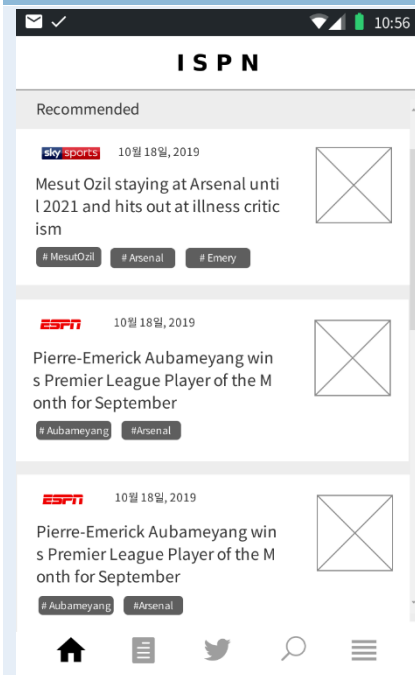 10:56
ISPN
Recommended
sky sports 10월 18일, 2019
Mesut Ozil staying at Arsenal unti
l 2021 and hits out at illness critic
ism
# MesutOzil # Arsenal # Emery
ESPN 10월 18일, 2019
Pierre-Emerick Aubameyang win
s Premier League Player of the M
onth for September
# Aubameyang #Arsenal
ESPN 10월 18일, 2019
Pierre-Emerick Aubameyang win
s Premier League Player of the M
onth for September
# Aubameyang #Arsenal